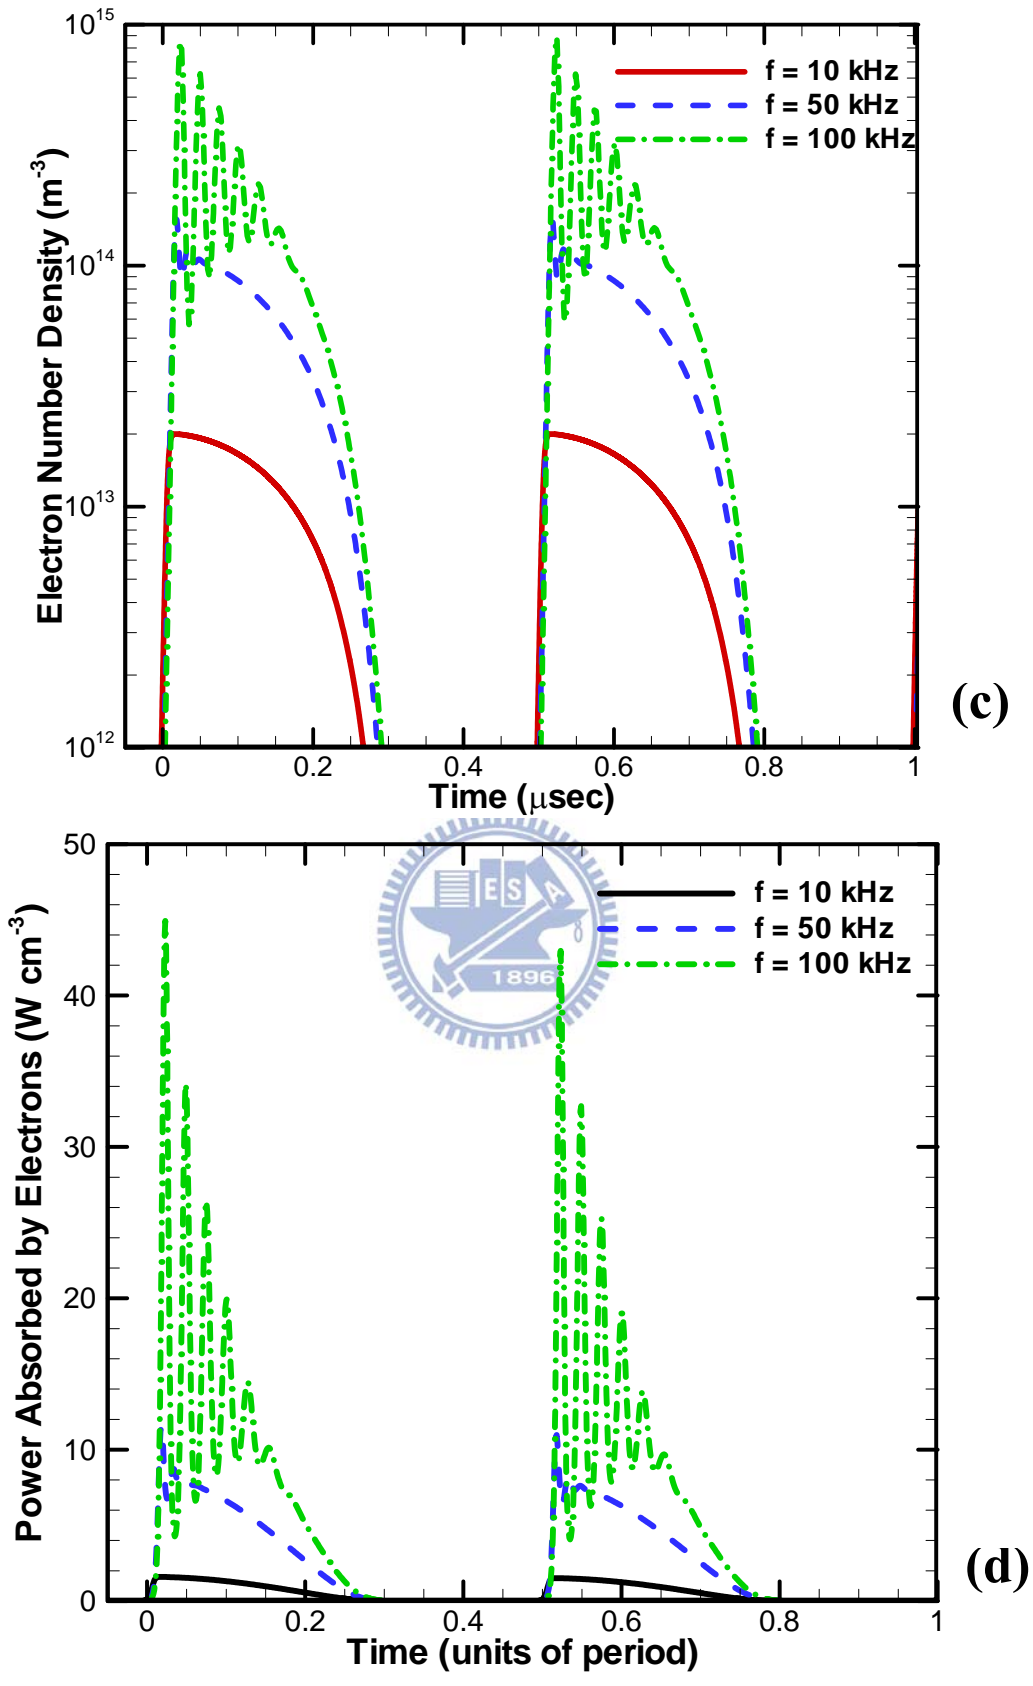 10^15
f = 10 kHz
f = 50 kHz
f = 100 kHz
Electron Number Density (m^-3)
10^14
10^13
10^12
0 0.2 0.4 0.6 0.8 1
Time (μsec)
(c)
50
f = 10 kHz
f = 50 kHz
f = 100 kHz
E S A
1896
Power Absorbed by Electrons (W cm^-3)
40
30
20
10
0
0 0.2 0.4 0.6 0.8 1
Time (units of period)
(d)